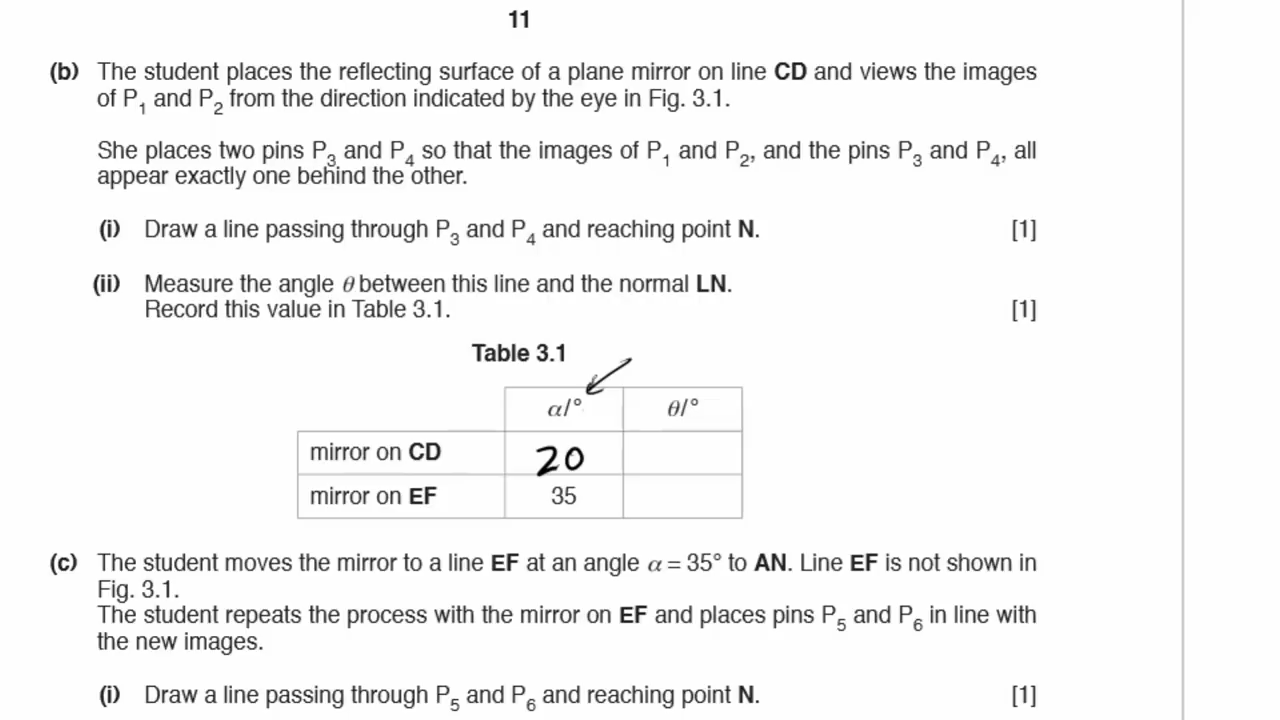 11
(b) The student places the reflecting surface of a plane mirror on line CD and views the images
of P1 and P2 from the direction indicated by the eye in Fig. 3.1.
She places two pins P3 and P4 so that the images of P1 and P2, and the pins P3 and P4, all
appear exactly one behind the other.
(i) Draw a line passing through P3 and P4 and reaching point N. [1]
(ii) Measure the angle θ between this line and the normal LN.
Record this value in Table 3.1. [1]
Table 3.1
α/° θ/°
mirror on CD 20
mirror on EF 35
(c) The student moves the mirror to a line EF at an angle α = 35° to AN. Line EF is not shown in
Fig. 3.1.
The student repeats the process with the mirror on EF and places pins P5 and P6 in line with
the new images.
(i) Draw a line passing through P5 and P6 and reaching point N. [1]